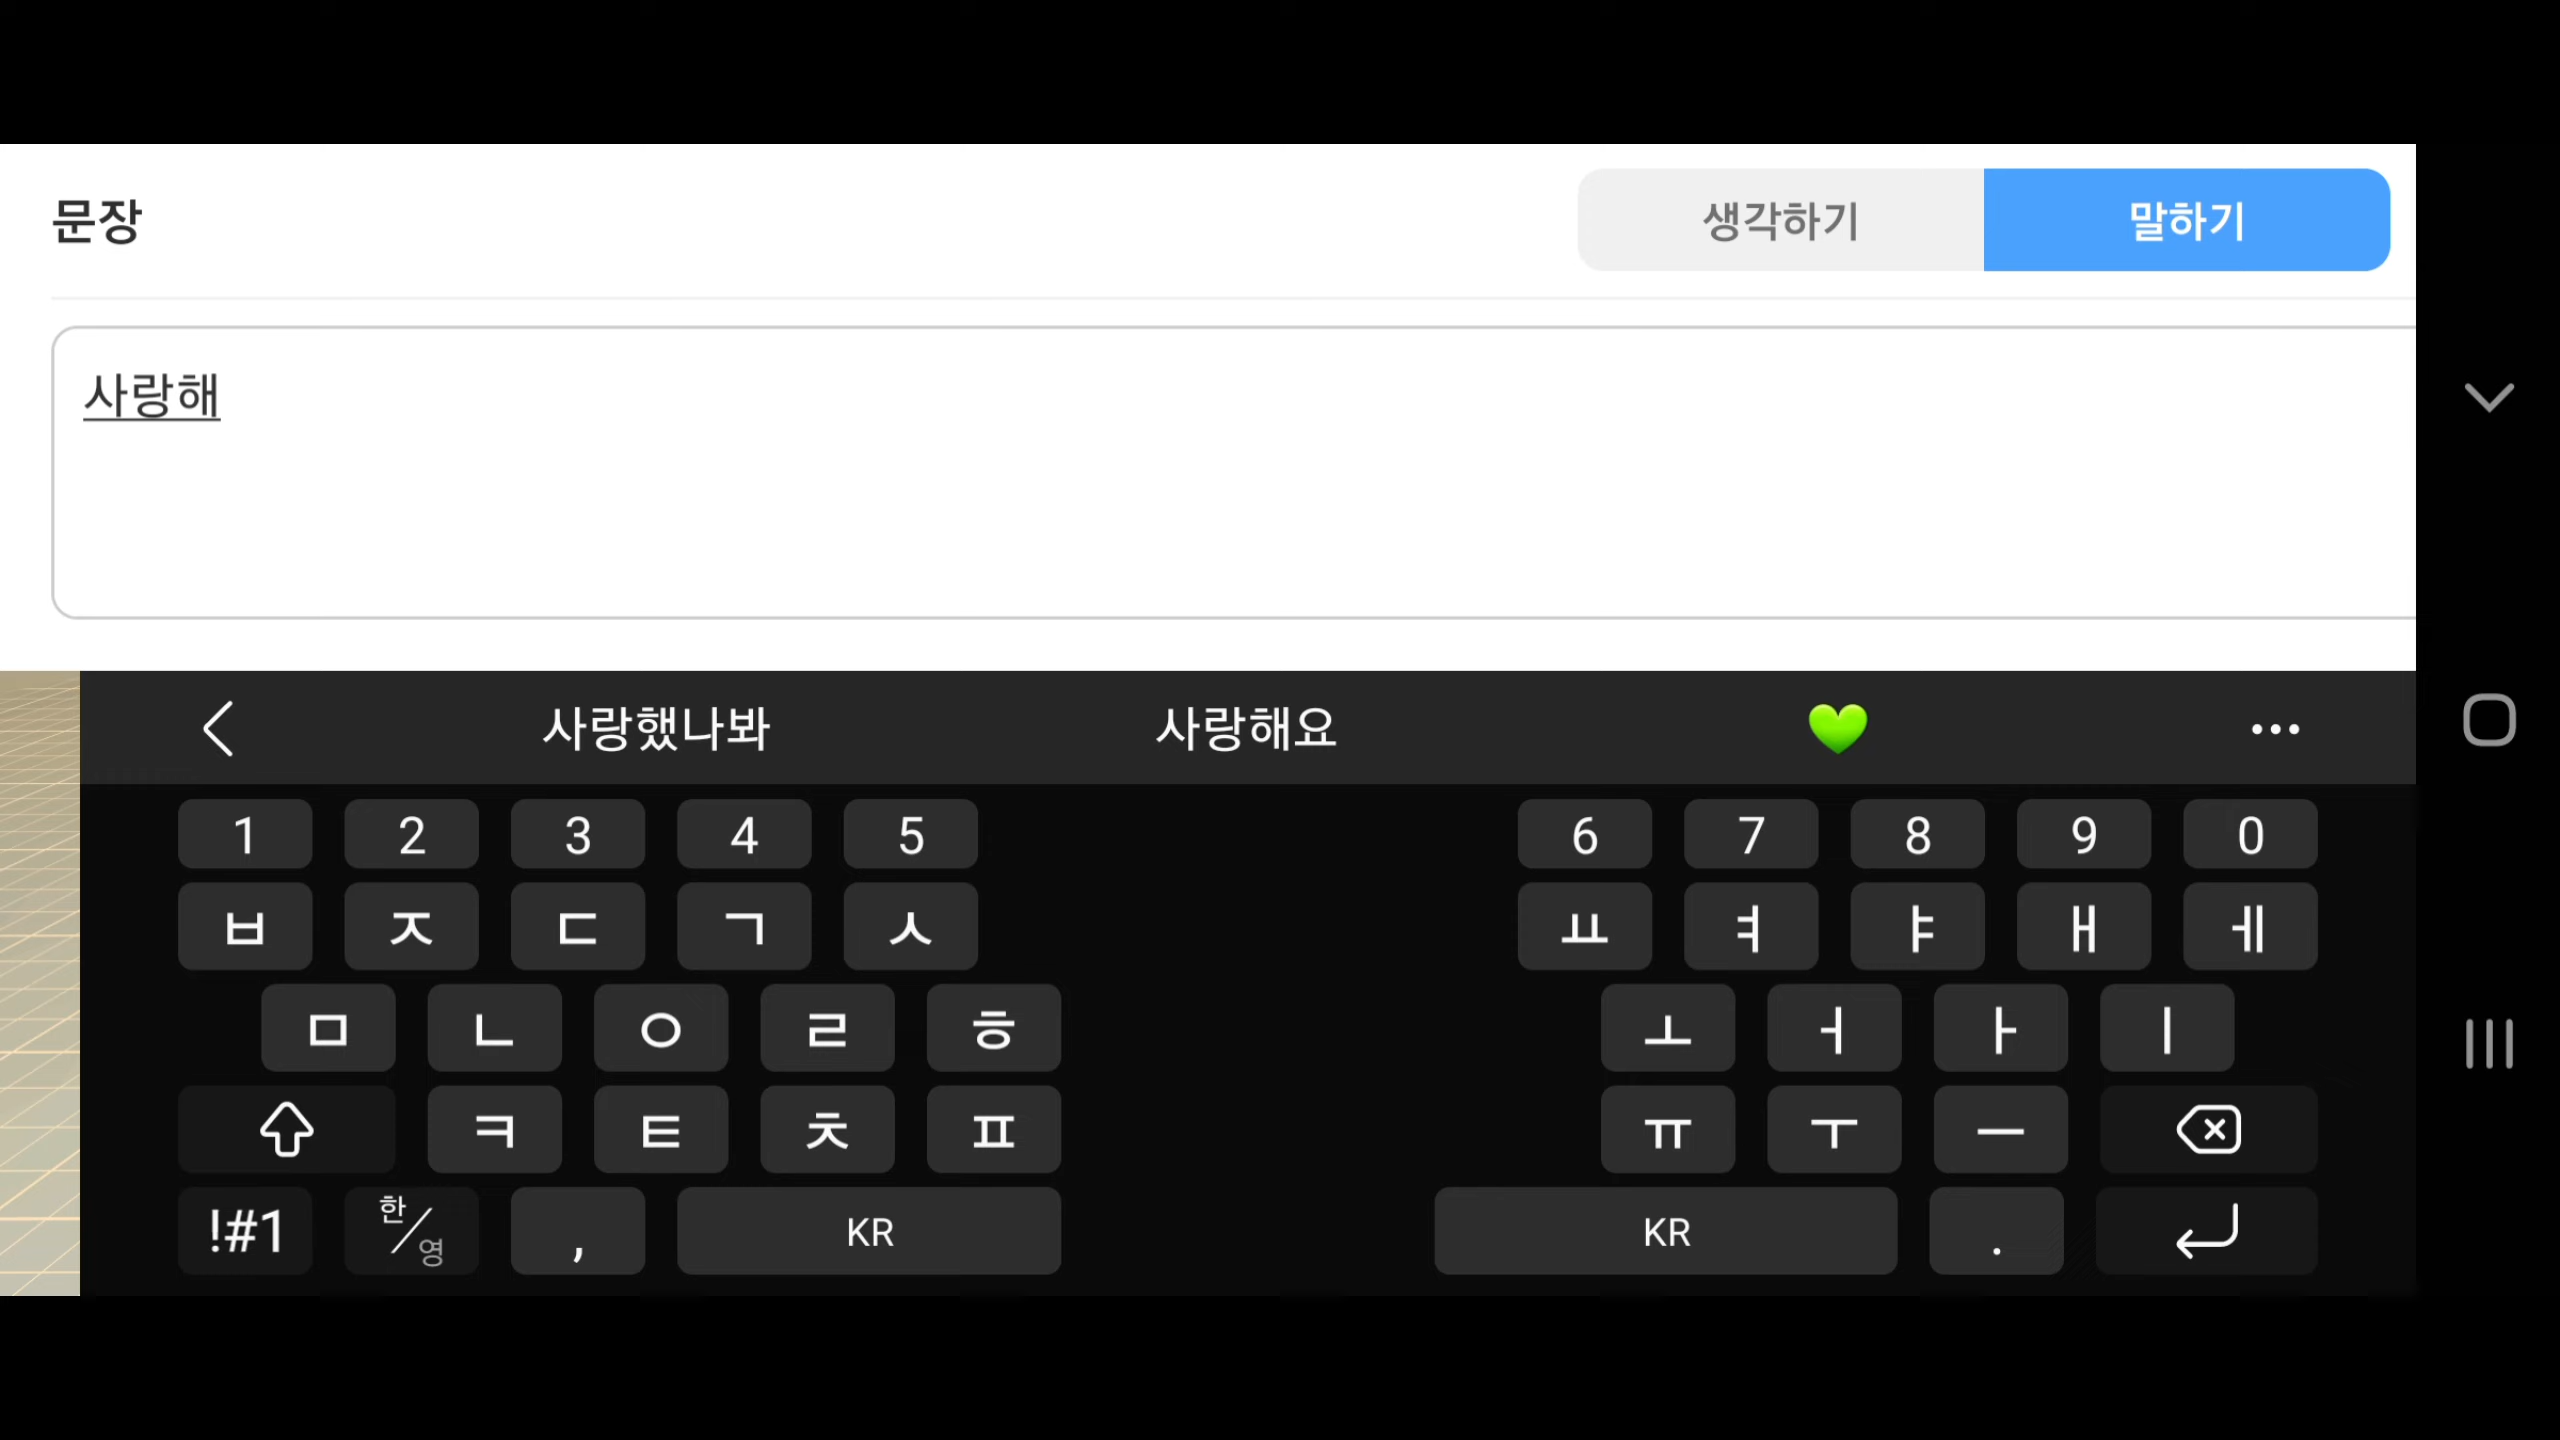 문장
생각하기 말하기
사랑해
사랑했나봐 사랑해요 💚 ...
1 2 3 4 5 6 7 8 9 0
ㅂ ㅈ ㄷ ㄱ ㅅ ㅛ ㅕ ㅑ ㅐ ㅔ
ㅁ ㄴ ㅇ ㄹ ㅎ ㅗ ㅓ ㅏ ㅣ
ㅋ ㅌ ㅊ ㅍ ㅠ ㅜ ㅡ
!#1 한/영 , KR KR .